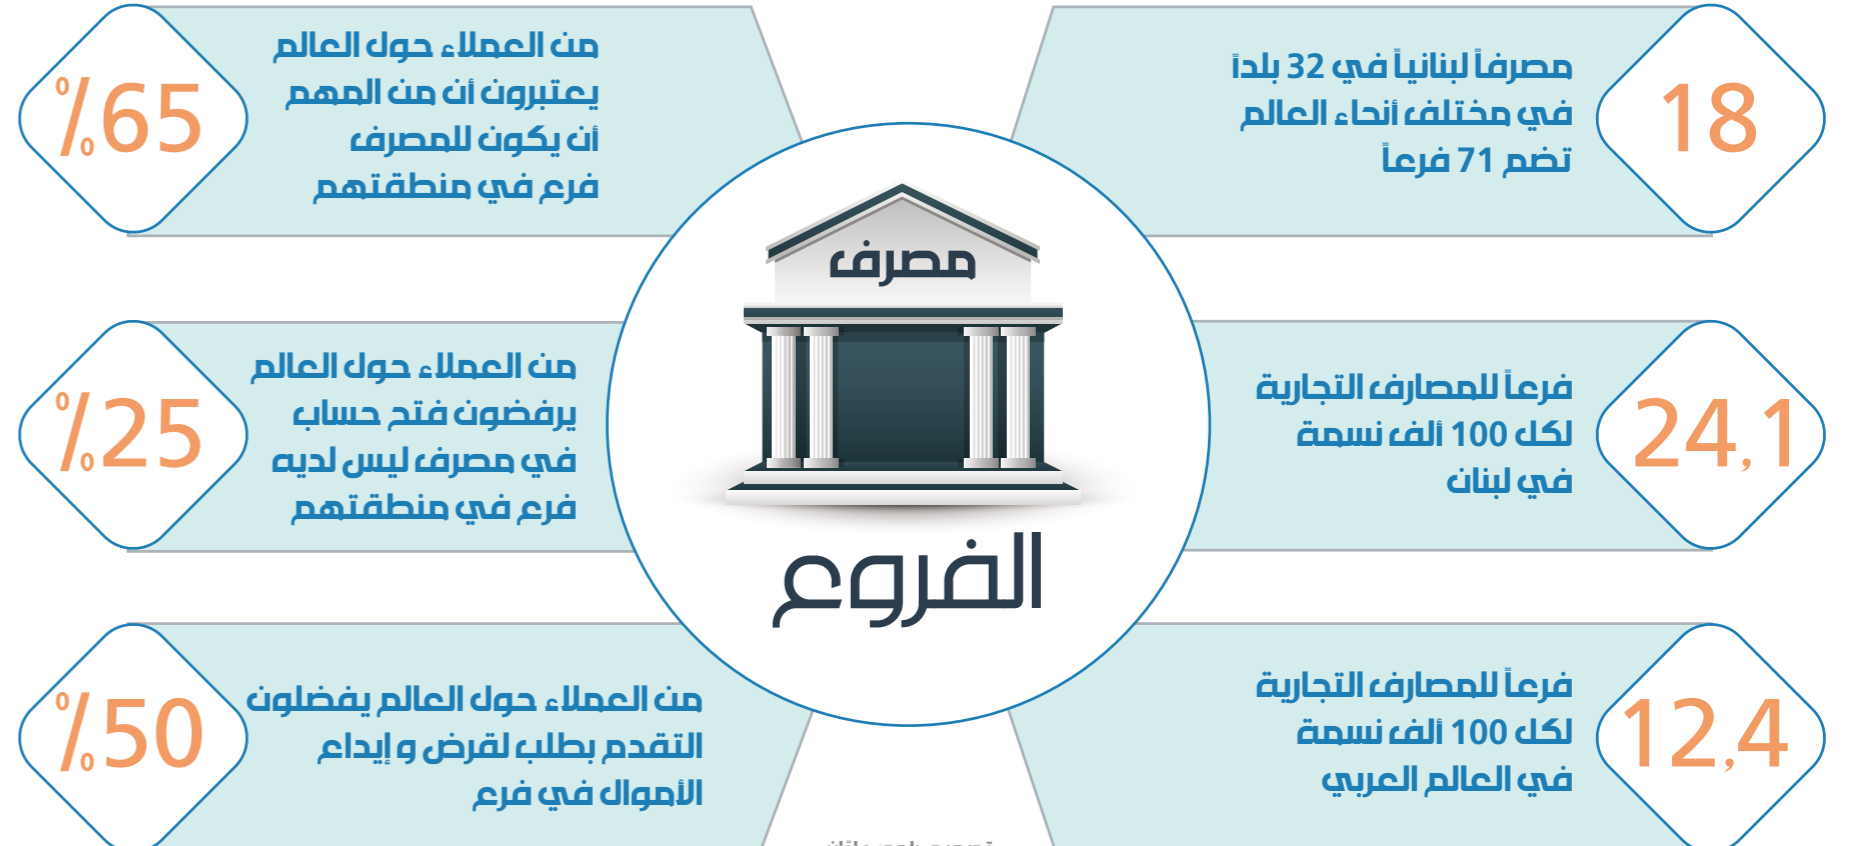 18
مصرفاً لبنانياً في 32 بلداً
في مختلف أنحاء العالم
تضم 71 فرعاً
24,1
فرعاً للمصارف التجارية
لكل 100 ألف نسمة
في لبنان
12,4
فرعاً للمصارف التجارية
لكل 100 ألف نسمة
في العالم العربي
مصرف
الفروع
%65
من العملاء حول العالم
يعتبرون أن من المهم
أن يكون للمصرف
فرع في منطقتهم
%25
من العملاء حول العالم
يرفضون فتح حساب
في مصرف ليس لديه
فرع في منطقتهم
%50
من العملاء حول العالم يفضلون
التقدم بطلب لقرض و إيداع
الأموال في فرع